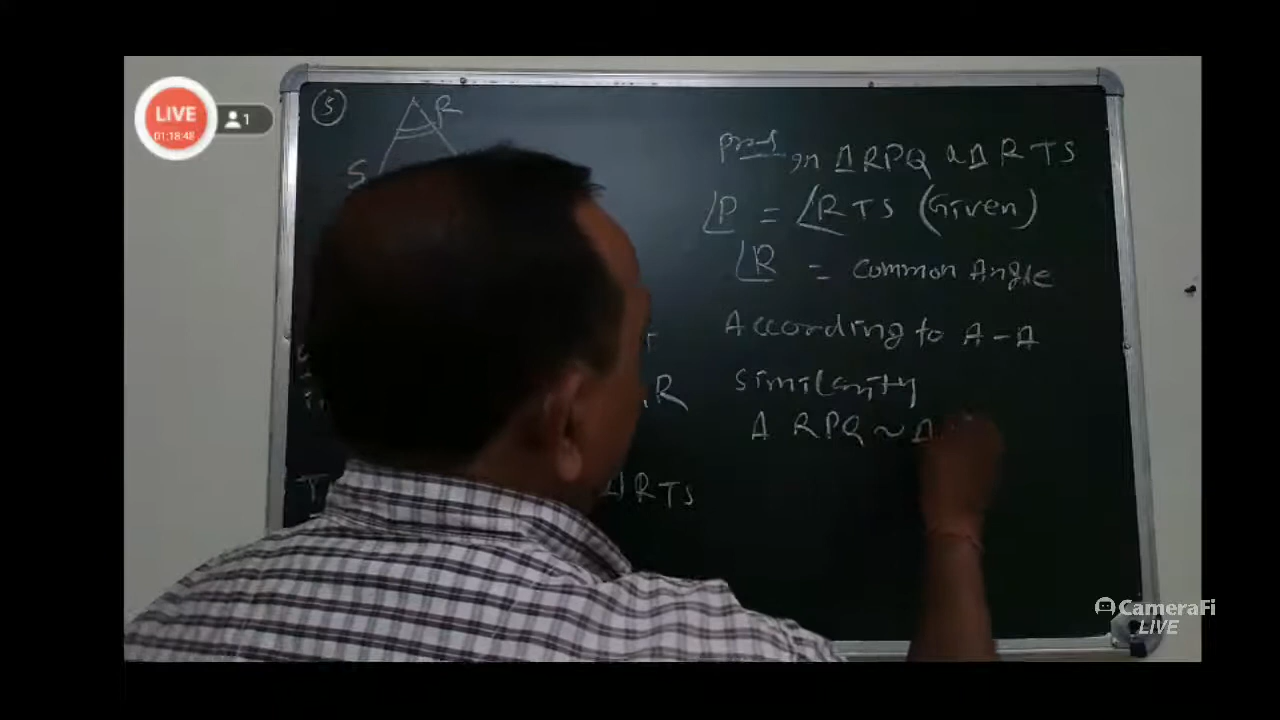 LIVE
01:18:48
1
5
R
S
Proof In Δ RPQ & Δ RTS
∠P = ∠RTS (Given)
∠R = common Angle
According to A-A
similarity
R
Δ RPQ ~ Δ
Δ RTS
CameraFi
LIVE